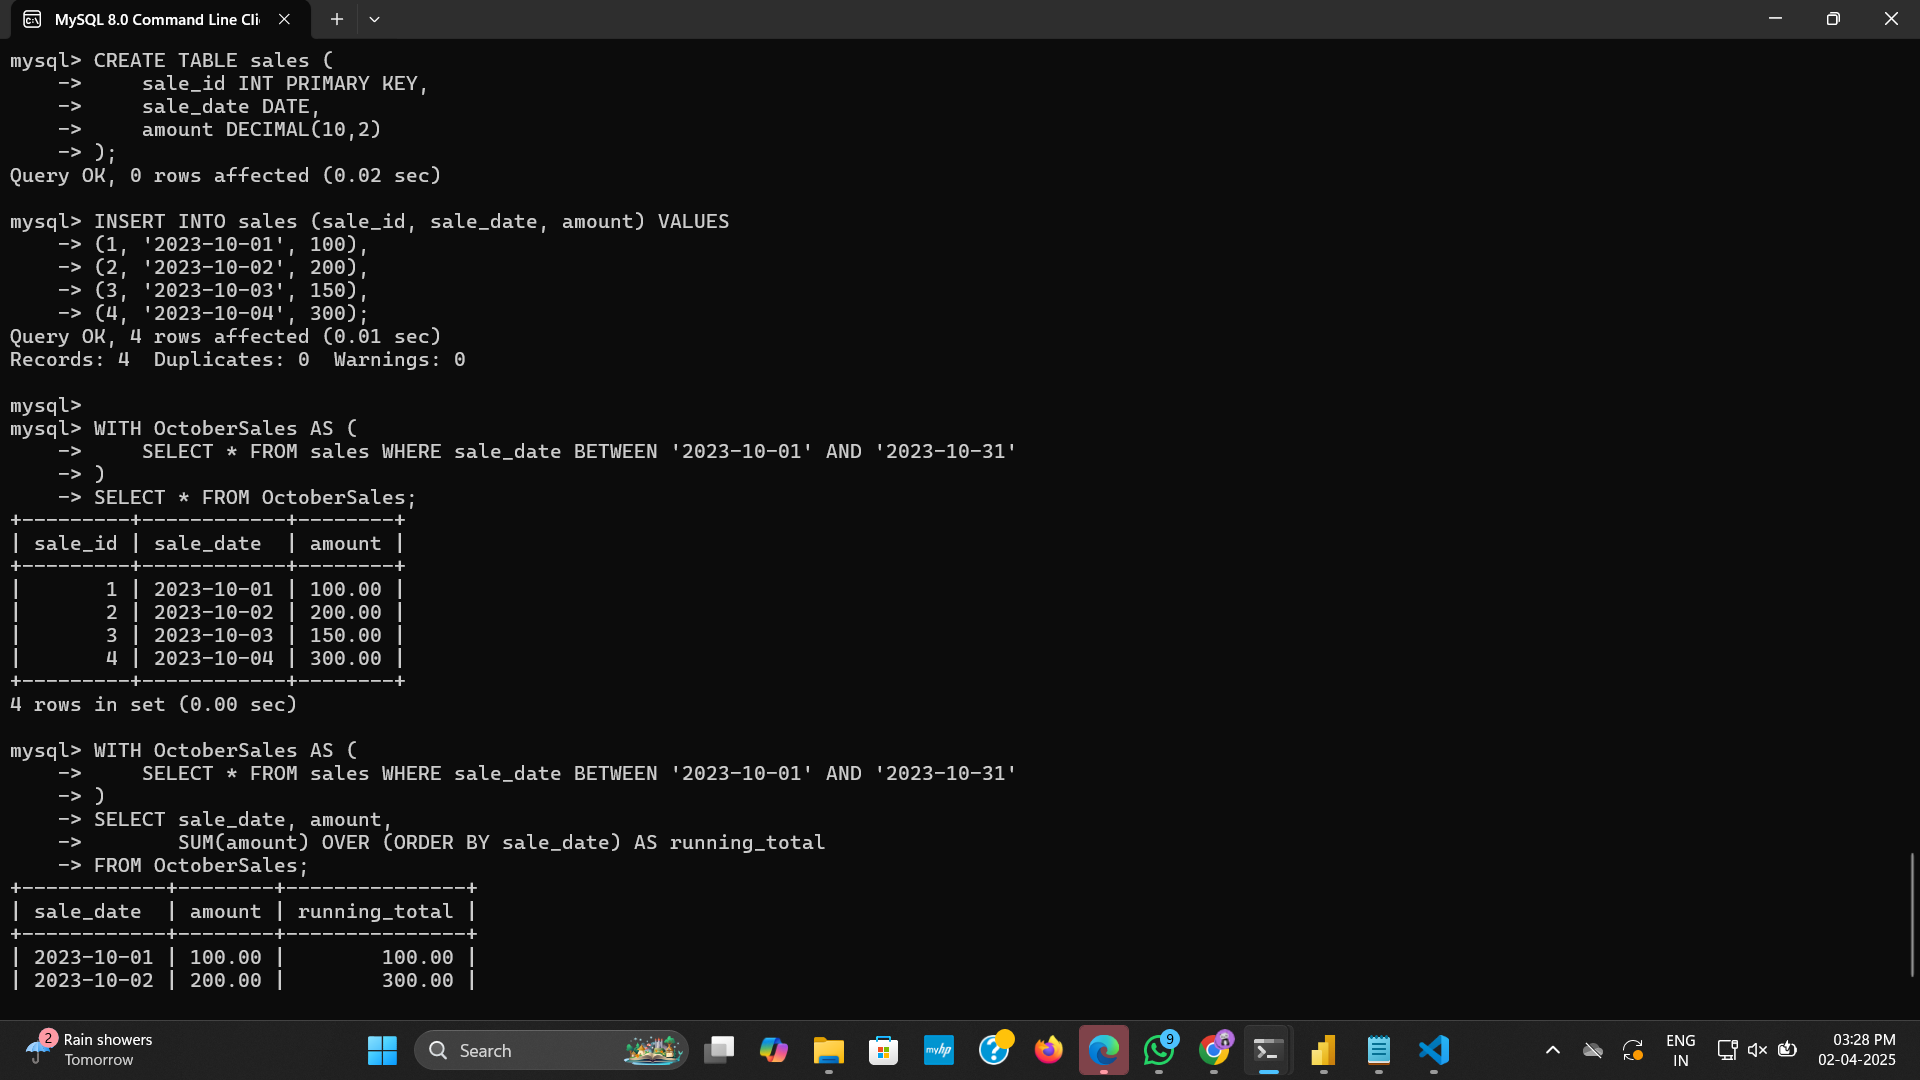 MySQL 8.0 Command Line Cli
mysql> CREATE TABLE sales (
    ->     sale_id INT PRIMARY KEY,
    ->     sale_date DATE,
    ->     amount DECIMAL(10,2)
    -> );
Query OK, 0 rows affected (0.02 sec)

mysql> INSERT INTO sales (sale_id, sale_date, amount) VALUES
    -> (1, '2023-10-01', 100),
    -> (2, '2023-10-02', 200),
    -> (3, '2023-10-03', 150),
    -> (4, '2023-10-04', 300);
Query OK, 4 rows affected (0.01 sec)
Records: 4  Duplicates: 0  Warnings: 0

mysql>
mysql> WITH OctoberSales AS (
    ->     SELECT * FROM sales WHERE sale_date BETWEEN '2023-10-01' AND '2023-10-31'
    -> )
    -> SELECT * FROM OctoberSales;
+---------+------------+--------+
| sale_id | sale_date  | amount |
+---------+------------+--------+
|       1 | 2023-10-01 | 100.00 |
|       2 | 2023-10-02 | 200.00 |
|       3 | 2023-10-03 | 150.00 |
|       4 | 2023-10-04 | 300.00 |
+---------+------------+--------+
4 rows in set (0.00 sec)

mysql> WITH OctoberSales AS (
    ->     SELECT * FROM sales WHERE sale_date BETWEEN '2023-10-01' AND '2023-10-31'
    -> )
    -> SELECT sale_date, amount,
    ->        SUM(amount) OVER (ORDER BY sale_date) AS running_total
    -> FROM OctoberSales;
+------------+--------+---------------+
| sale_date  | amount | running_total |
+------------+--------+---------------+
| 2023-10-01 | 100.00 |        100.00 |
| 2023-10-02 | 200.00 |        300.00 |
2
Rain showers
Tomorrow
Search
myhp
9
ENG
IN
03:28 PM
02-04-2025